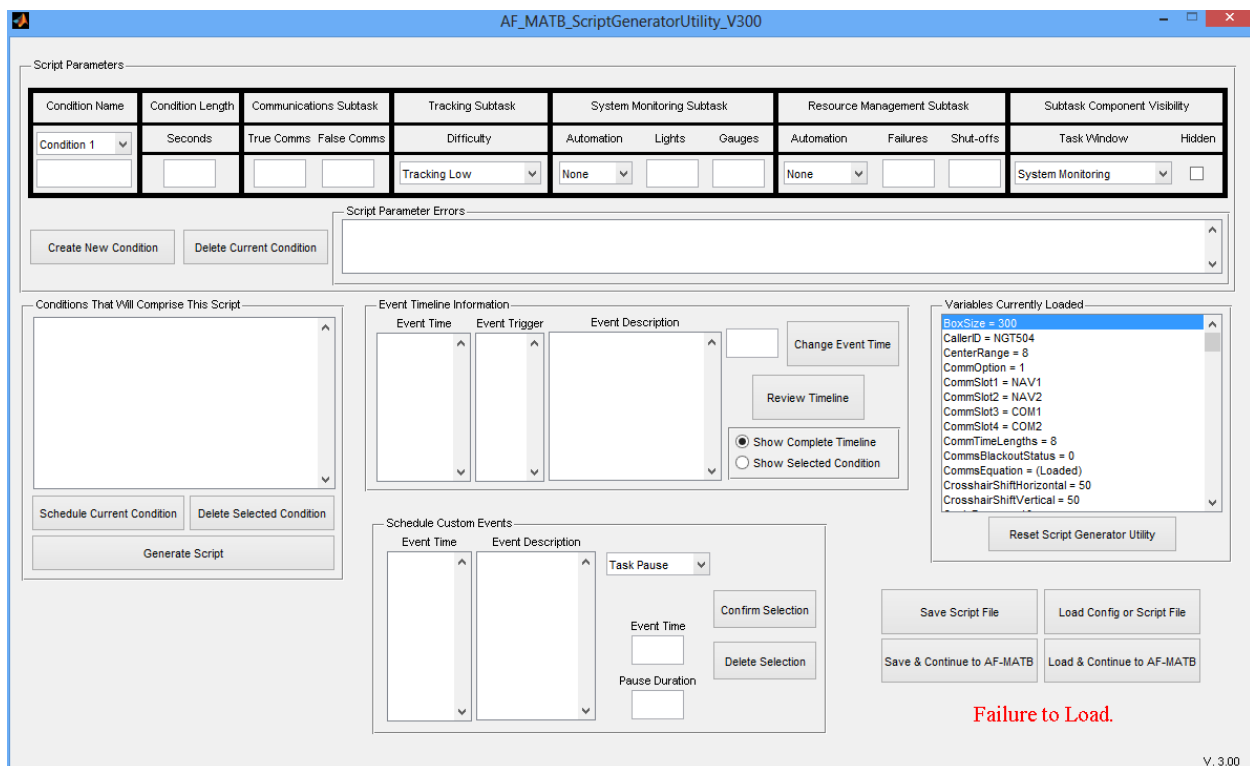 AF_MATB_ScriptGeneratorUtility_V300
Script Parameters
Condition Name Condition Length Communications Subtask Tracking Subtask System Monitoring Subtask Resource Management Subtask Subtask Component Visibility
Condition 1 Seconds True Comms False Comms Difficulty Automation Lights Gauges Automation Failures Shut-offs Task Window Hidden
Tracking Low None None System Monitoring
Script Parameter Errors
Create New Condition Delete Current Condition
Conditions That Will Comprise This Script
Schedule Current Condition Delete Selected Condition
Generate Script
Event Timeline Information
Event Time Event Trigger Event Description
Change Event Time
Review Timeline
Show Complete Timeline
Show Selected Condition
Variables Currently Loaded
BoxSize = 300
CallerID = NGT504
CenterRange = 8
CommOption = 1
CommSlot1 = NAV1
CommSlot2 = NAV2
CommSlot3 = COM1
CommSlot4 = COM2
CommTimeLengths = 8
CommsBlackoutStatus = 0
CommsEquation = (Loaded)
CrosshairShiftHorizontal = 50
CrosshairShiftVertical = 50
Reset Script Generator Utility
Schedule Custom Events
Event Time Event Description
Task Pause
Confirm Selection
Event Time
Delete Selection
Pause Duration
Save Script File Load Config or Script File
Save & Continue to AF-MATB Load & Continue to AF-MATB
Failure to Load.
V. 3.00